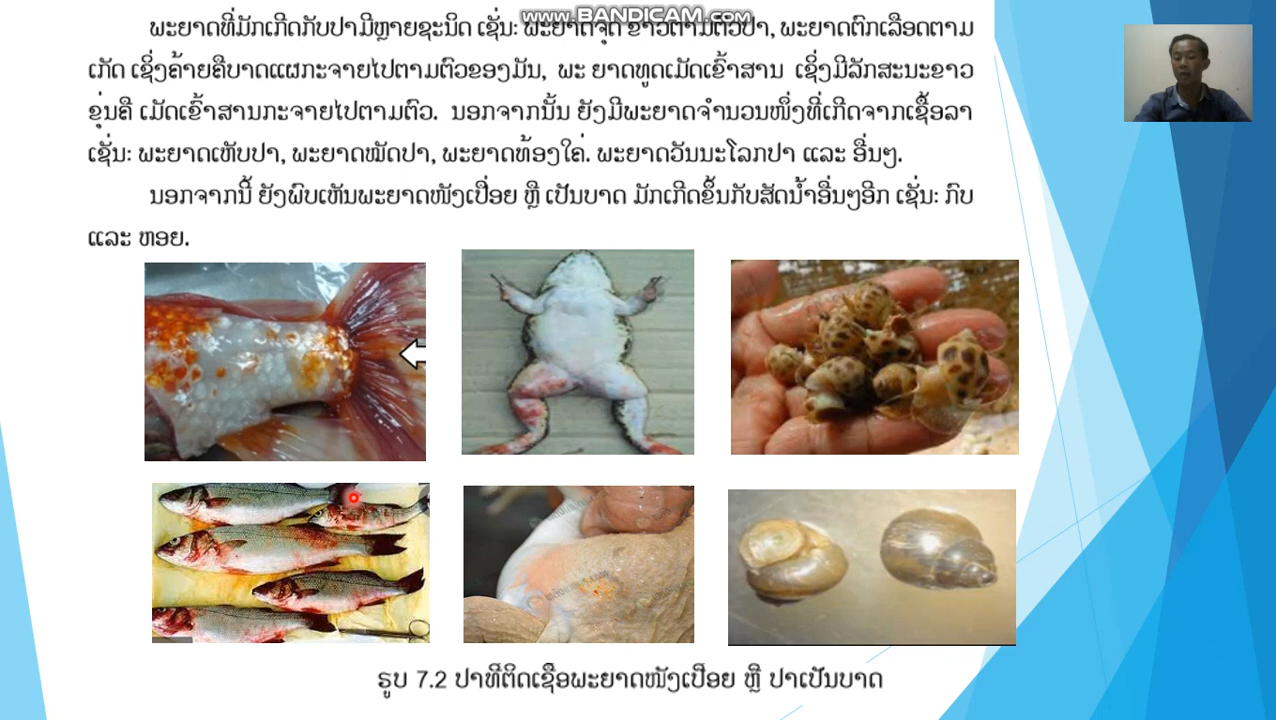 www.BANDICAM.com
ພະຍາດທີ່ມັກເກີດກັບປາມີຫຼາຍຊະນິດ ເຊັ່ນ: ພະຍາດຈຸດ ຂາວຕາມຕົວປາ, ພະຍາດຕົກເລືອດຕາມ
ເກັດ ເຊິ່ງຄ້າຍຄືບາດແຜກະຈາຍໄປຕາມຕົວຂອງມັນ, ພະ ຍາດຫູດເມັດເຂົ້າສານ ເຊິ່ງມີລັກສະນະຂາວ
ຂຸ່ນຄື ເມັດເຂົ້າສານກະຈາຍໄປຕາມຕົວ. ນອກຈາກນັ້ນ ຍັງມີພະຍາດຈຳນວນໜຶ່ງທີ່ເກີດຈາກເຊື້ອລາ
ເຊັ່ນ: ພະຍາດເຫັບປາ, ພະຍາດໝັດປາ, ພະຍາດທ້ອງໃຄ່. ພະຍາດວັນນະໂລກປາ ແລະ ອື່ນໆ.
ນອກຈາກນີ້ ຍັງພົບເຫັນພະຍາດໜັງເປື່ອຍ ຫຼື ເປັນບາດ ມັກເກີດຂຶ້ນກັບສັດນ້ຳອື່ນໆອີກ ເຊັ່ນ: ກົບ
ແລະ ຫອຍ.
ຮູບ 7.2 ປາທີ່ຕິດເຊື້ອພະຍາດໜັງເປື່ອຍ ຫຼື ປາເປັນບາດ